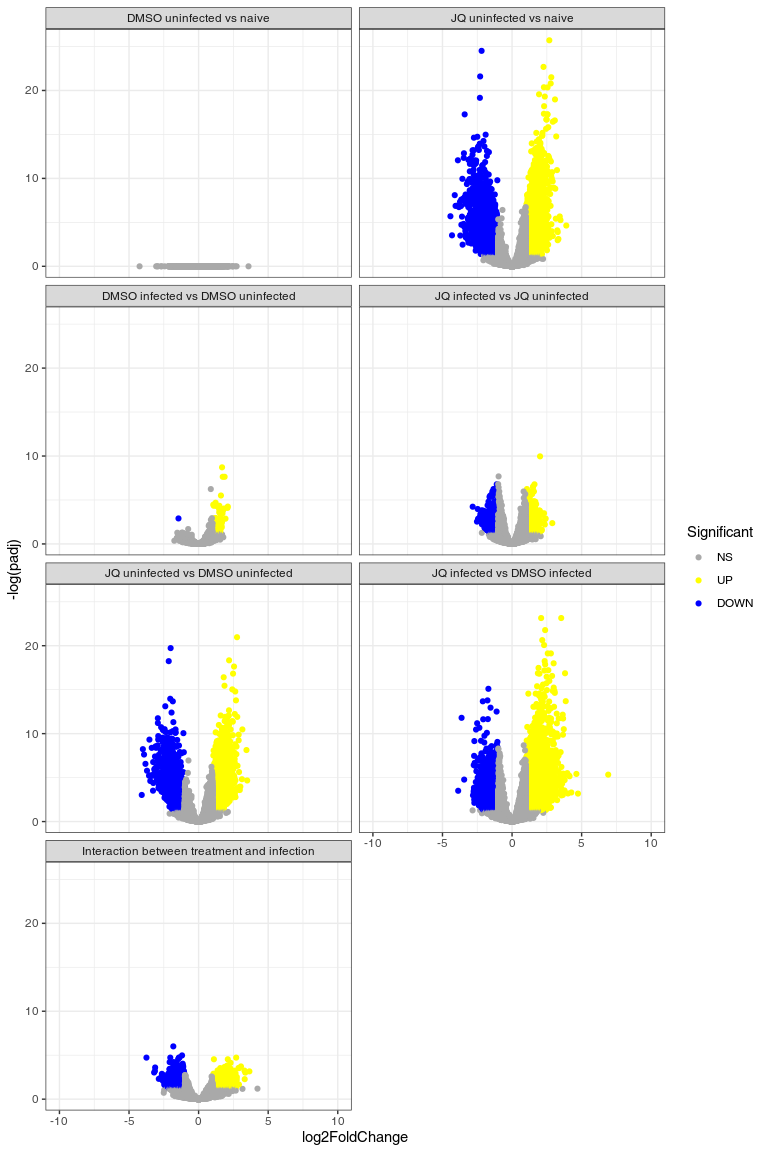 DMSO uninfected vs naive
JQ uninfected vs naive
20
10
0
DMSO infected vs DMSO uninfected
JQ infected vs JQ uninfected
20
10
0
JQ uninfected vs DMSO uninfected
JQ infected vs DMSO infected
20
10
0
-10 -5 0 5 10
Interaction between treatment and infection
20
10
0
-10 -5 0 5 10
log2FoldChange
-log(padj)
Significant
NS
UP
DOWN